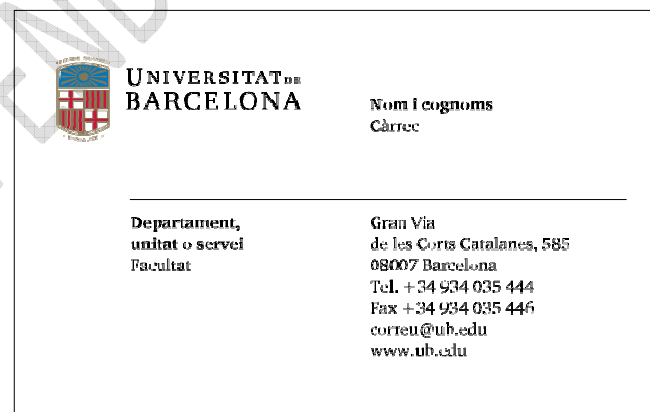 UNIVERSITAT DE
BARCELONA
Nom i cognoms
Càrrec
Departament,
unitat o servei
Facultat
Gran Via
de les Corts Catalanes, 585
08007 Barcelona
Tel. +34 934 035 444
Fax +34 934 035 446
correu@ub.edu
www.ub.edu